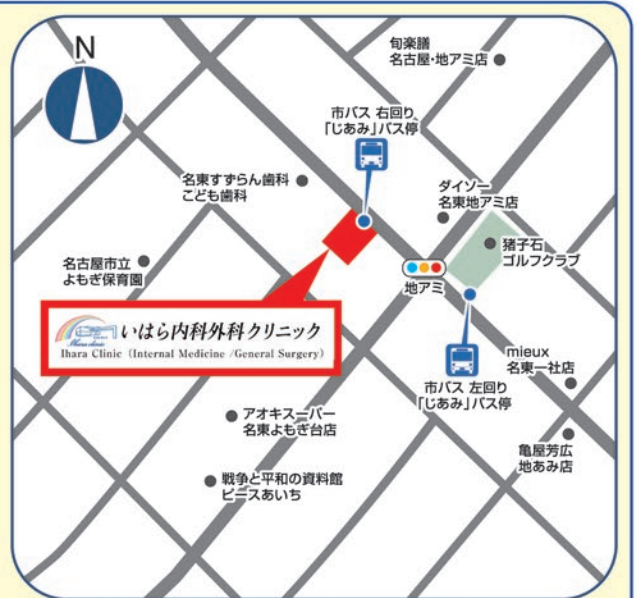 N
旬楽膳
名古屋・地アミ店
市バス 右回り
「じあみ」バス停
名東すずらん歯科
こども歯科
ダイソー
名東地アミ店
猪子石
ゴルフクラブ
名古屋市立
よもぎ保育園
地アミ
Ihara clinic
いはら内科外科クリニック
Ihara Clinic (Internal Medicine /General Surgery)
mieux
名東一社店
市バス 左回り
「じあみ」バス停
アオキスーパー
名東よもぎ台店
亀屋芳広
地あみ店
戦争と平和の資料館
ピースあいち